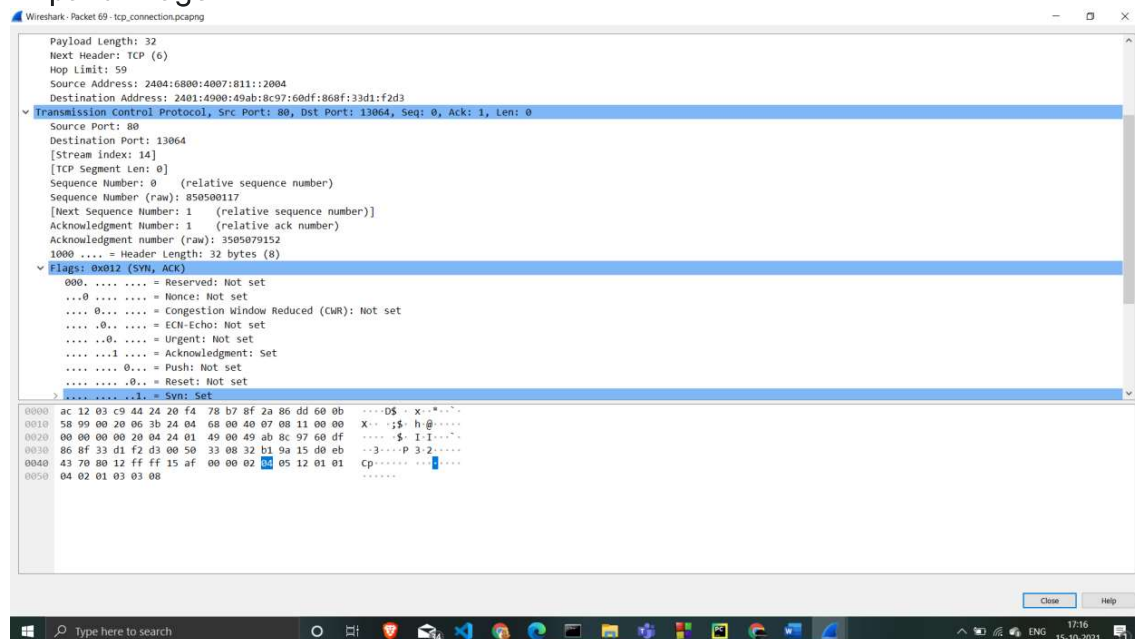 Wireshark · Packet 69 · tcp_connection.pcapng
Payload Length: 32
Next Header: TCP (6)
Hop Limit: 59
Source Address: 2404:6800:4007:811::2004
Destination Address: 2401:4900:49ab:8c97:60df:868f:33d1:f2d3
Transmission Control Protocol, Src Port: 80, Dst Port: 13064, Seq: 0, Ack: 1, Len: 0
Source Port: 80
Destination Port: 13064
[Stream index: 14]
[TCP Segment Len: 0]
Sequence Number: 0 (relative sequence number)
Sequence Number (raw): 850500117
[Next Sequence Number: 1 (relative sequence number)]
Acknowledgment Number: 1 (relative ack number)
Acknowledgment number (raw): 3505079152
1000 .... = Header Length: 32 bytes (8)
Flags: 0x012 (SYN, ACK)
000. .... .... = Reserved: Not set
...0 .... .... = Nonce: Not set
.... 0... .... = Congestion Window Reduced (CWR): Not set
.... .0.. .... = ECN-Echo: Not set
.... ..0. .... = Urgent: Not set
.... ...1 .... = Acknowledgment: Set
.... .... 0... = Push: Not set
.... .... .0.. = Reset: Not set
.... .... ..1. = Syn: Set
0000 ac 12 03 c9 44 24 20 f4 78 b7 8f 2a 86 dd 60 0b ····D$ · x··*··`·
0010 58 99 00 20 06 3b 24 04 68 00 40 07 08 11 00 00 X·· ·;$· h·@·····
0020 00 00 00 00 20 04 24 01 49 00 49 ab 8c 97 60 df ···· ·$· I·I···`·
0030 86 8f 33 d1 f2 d3 00 50 33 08 32 b1 9a 15 d0 eb ··3····P 3·2·····
0040 43 70 80 12 ff ff 15 af 00 00 02 04 05 12 01 01 Cp······ ········
0050 04 02 01 03 03 08 ······
Close Help
Type here to search
ENG
17:16
15-10-2021